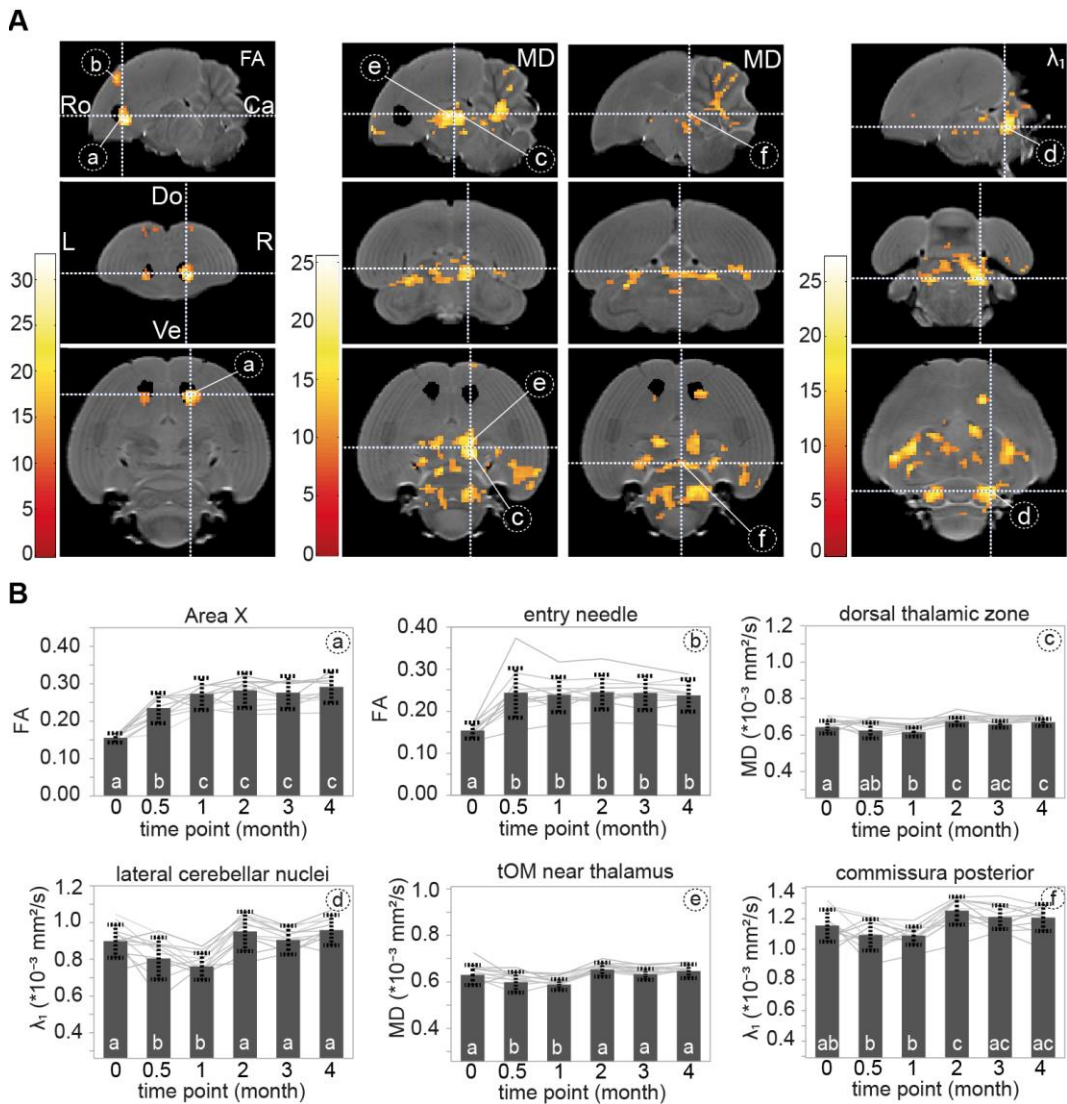 A
FA
MD
MD
λ₁
b
e
Ro
Ca
a
c
f
d
Do
L
R
Ve
30
25
20
15
10
5
0
25
20
15
10
5
0
25
20
15
10
5
0
a
e
c
f
d
B
Area X
a
FA
0.40
0.30
0.20
0.10
0.00
a b c c c c
0 0.5 1 2 3 4
time point (month)
entry needle
b
FA
0.40
0.30
0.20
0.10
0.00
a b b b b b
0 0.5 1 2 3 4
time point (month)
dorsal thalamic zone
c
MD (*10⁻³ mm²/s)
1.0
0.8
0.6
0.4
a ab b c ac c
0 0.5 1 2 3 4
time point (month)
lateral cerebellar nuclei
d
λ₁ (*10⁻³ mm²/s)
1.2
1.0
0.8
0.6
0.4
a b b a a a
0 0.5 1 2 3 4
time point (month)
tOM near thalamus
e
MD (*10⁻³ mm²/s)
1.0
0.8
0.6
0.4
a b b a a a
0 0.5 1 2 3 4
time point (month)
commissura posterior
f
λ₁ (*10⁻³ mm²/s)
1.4
1.2
1.0
0.8
0.6
0.4
ab b b c ac ac
0 0.5 1 2 3 4
time point (month)